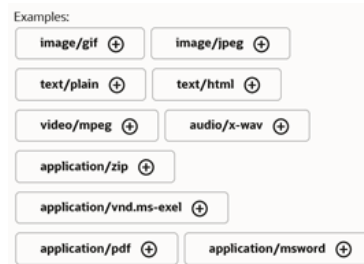 Examples:
image/gif image/jpeg
text/plain text/html
video/mpeg audio/x-wav
application/zip
application/vnd.ms-exel
application/pdf application/msword